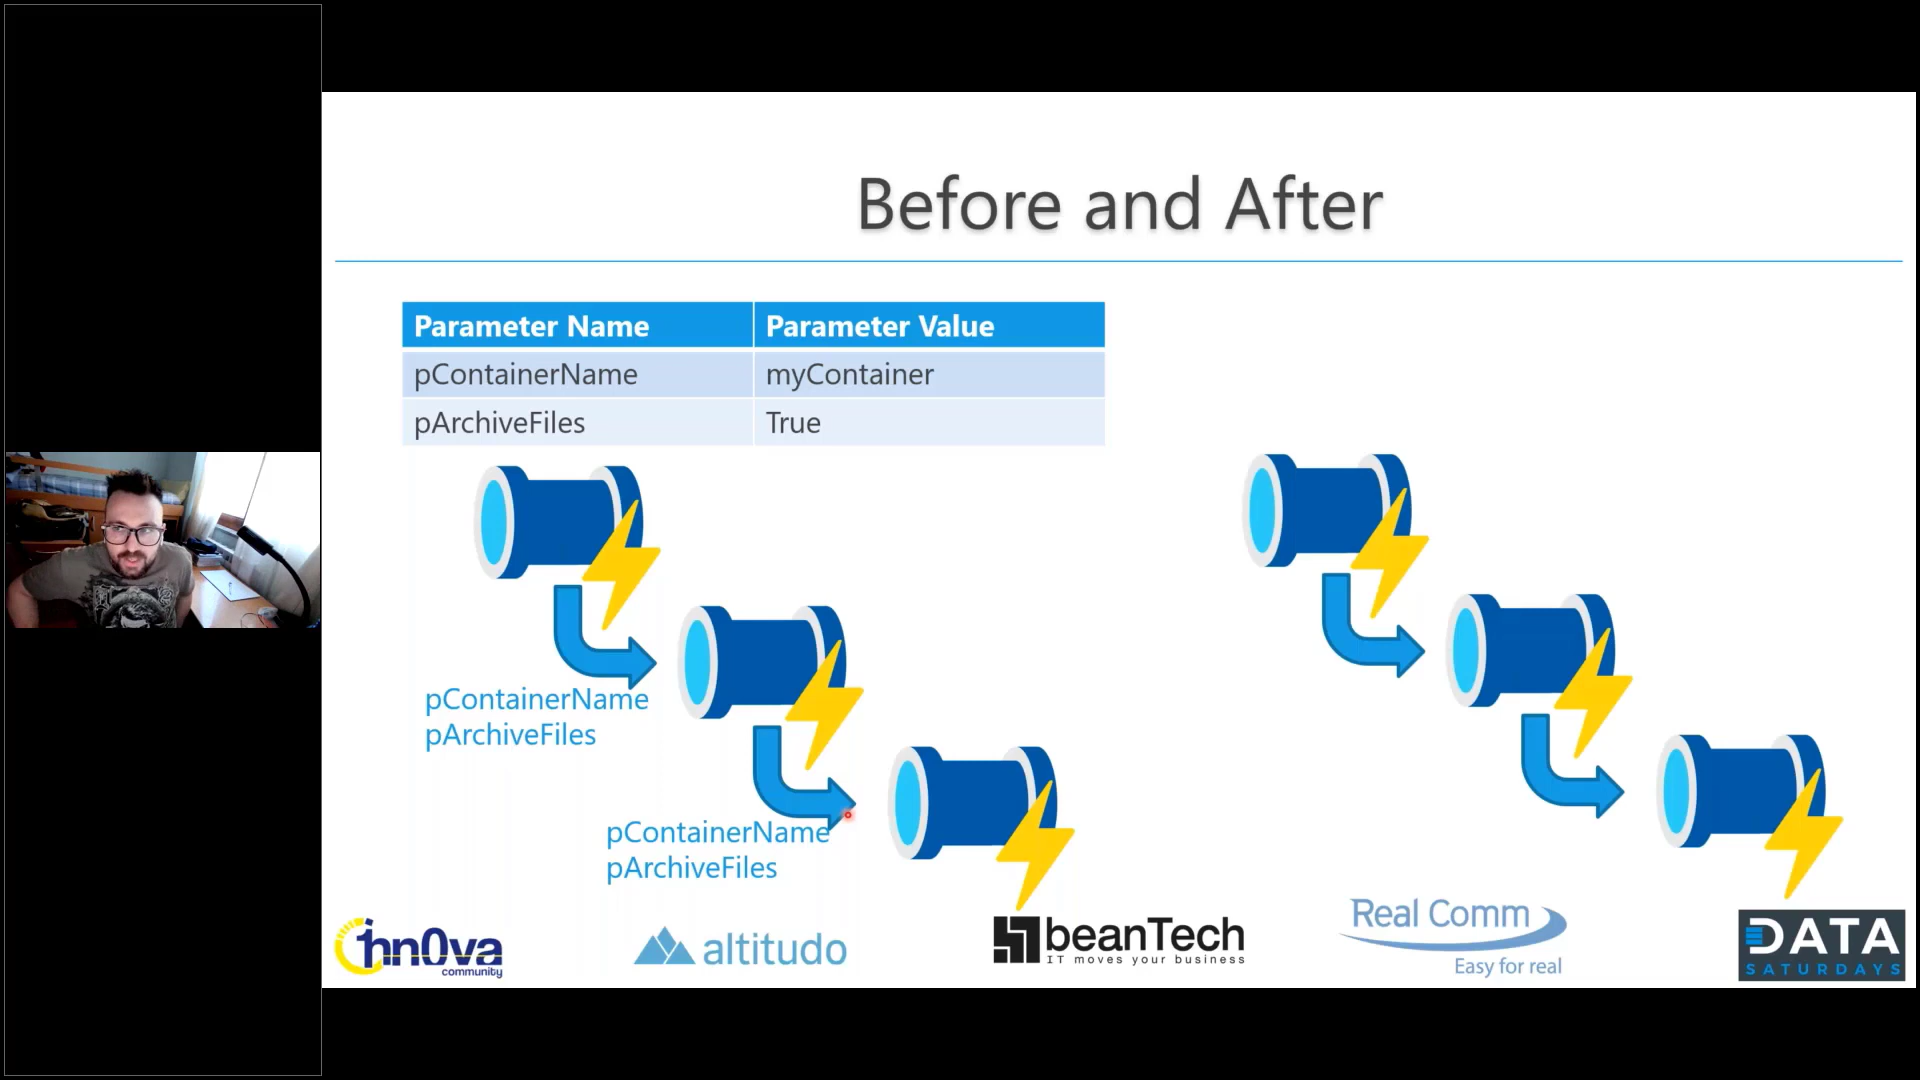 Before and After
Parameter Name Parameter Value
pContainerName myContainer
pArchiveFiles True
pContainerName
pArchiveFiles
pContainerName
pArchiveFiles
1nn0va
community
altitudo
beanTech
IT moves your business
Real Comm
Easy for real
DATA
SATURDAYS